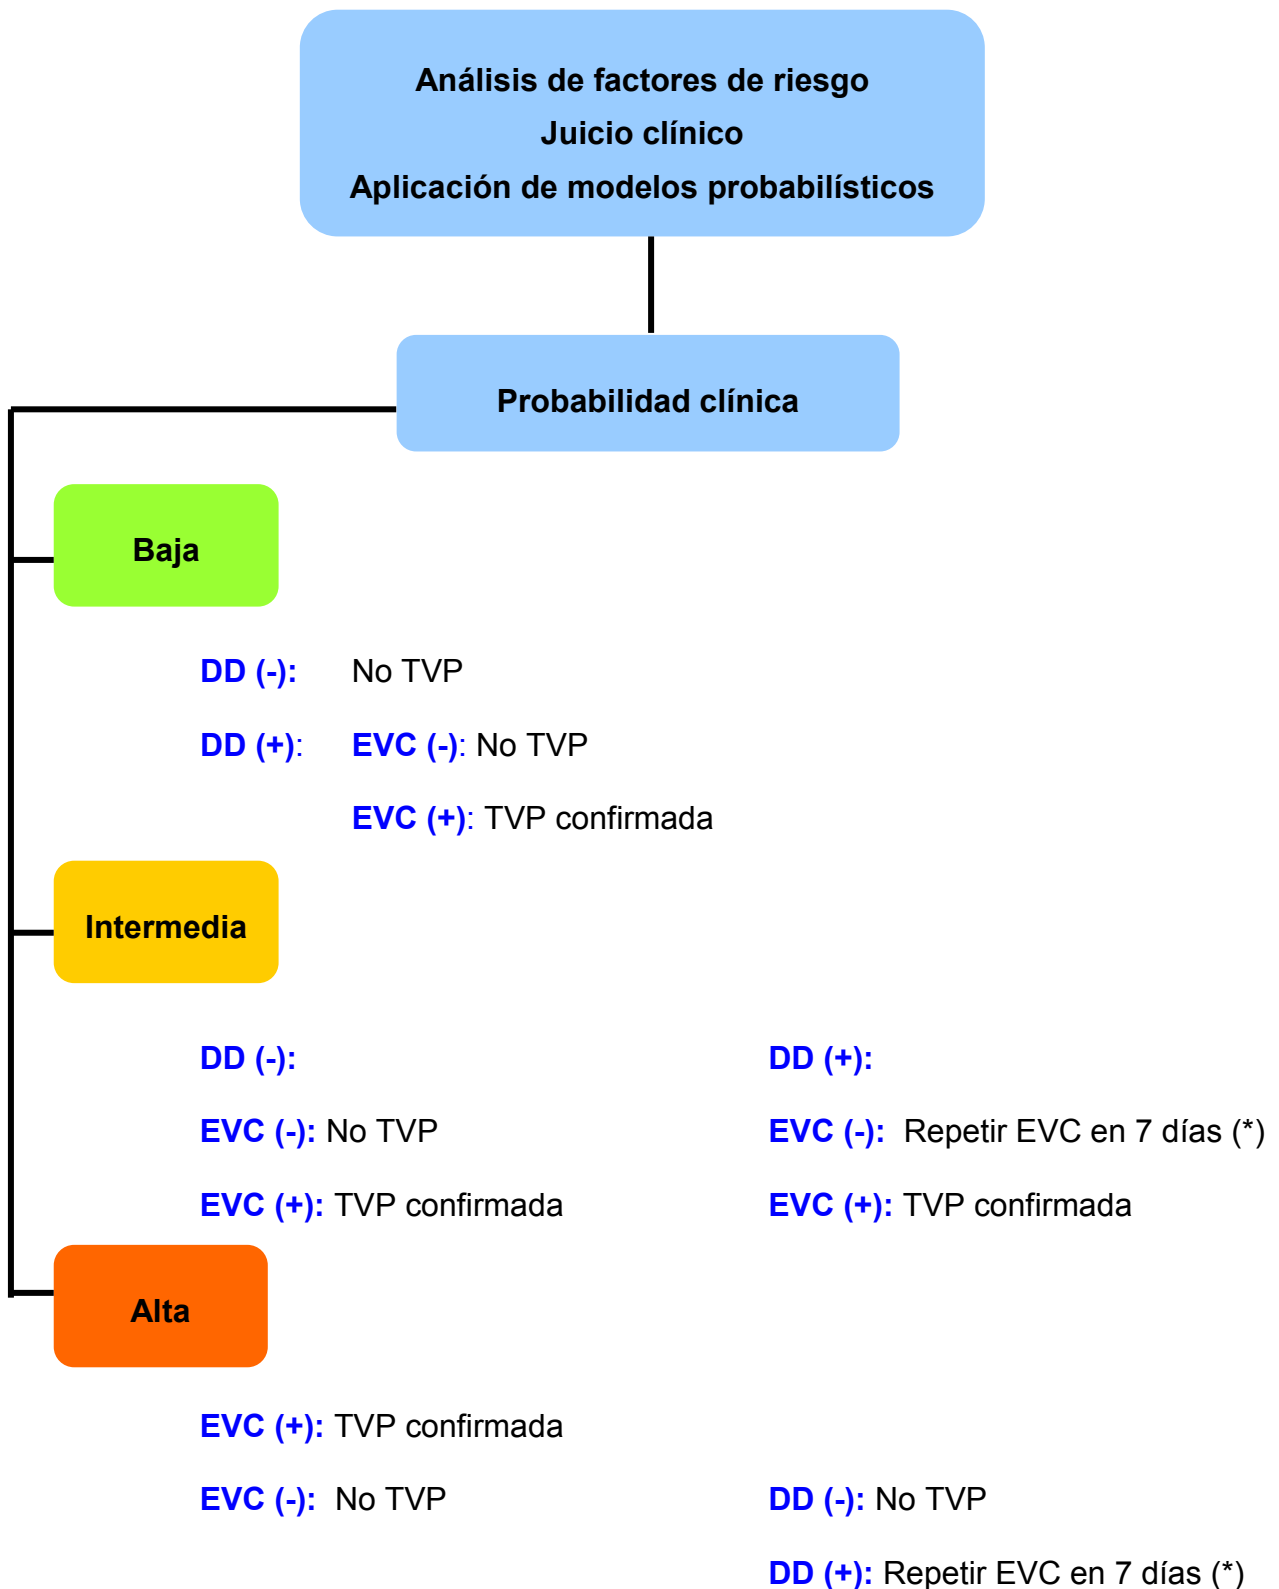 Análisis de factores de riesgo
Juicio clínico
Aplicación de modelos probabilísticos
Probabilidad clínica
Baja
DD (-): No TVP
DD (+): EVC (-): No TVP
EVC (+): TVP confirmada
Intermedia
DD (-): DD (+):
EVC (-): No TVP EVC (-): Repetir EVC en 7 días (*)
EVC (+): TVP confirmada EVC (+): TVP confirmada
Alta
EVC (+): TVP confirmada
EVC (-): No TVP DD (-): No TVP
DD (+): Repetir EVC en 7 días (*)